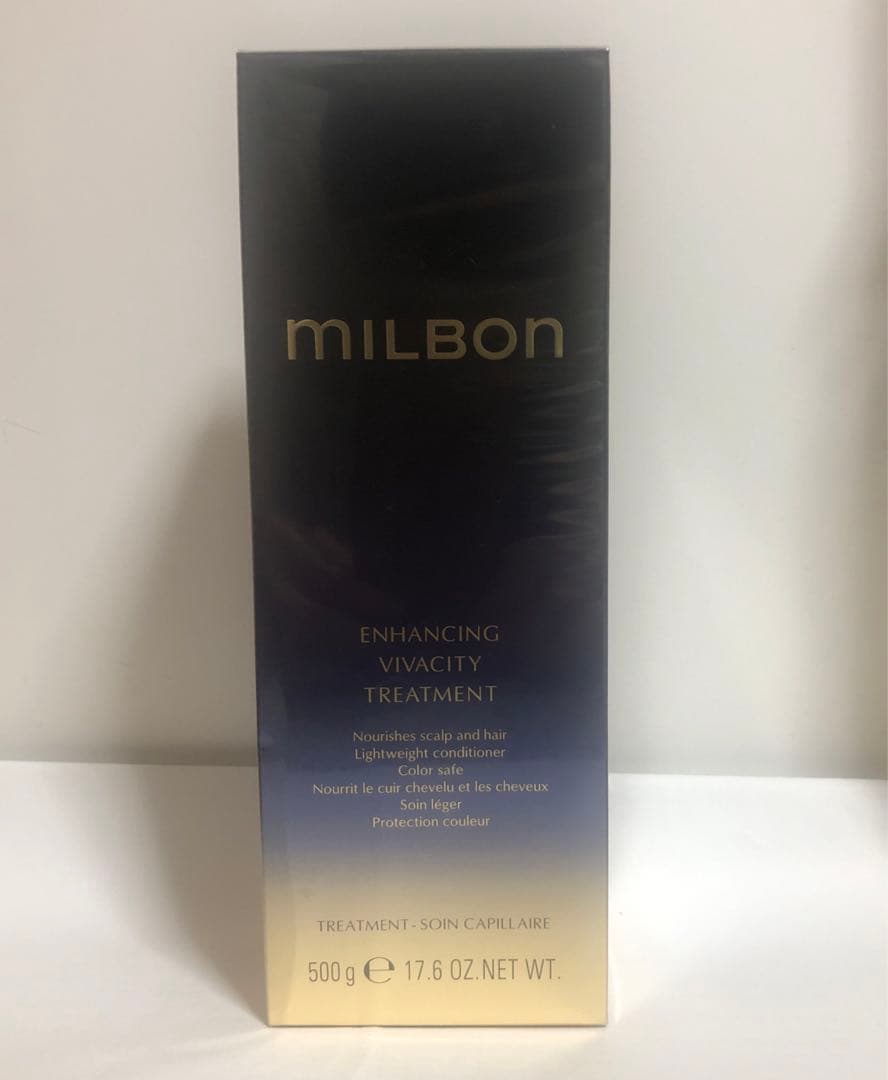 mILBOn
ENHANCING
VIVACITY
TREATMENT
Nourishes scalp and hair
Lightweight conditioner
Color safe
Nourrit le cuir chevelu et les cheveux
Soin léger
Protection couleur
TREATMENT-SOIN CAPILLAIRE
500 g ℮ 17.6 OZ.NET WT.